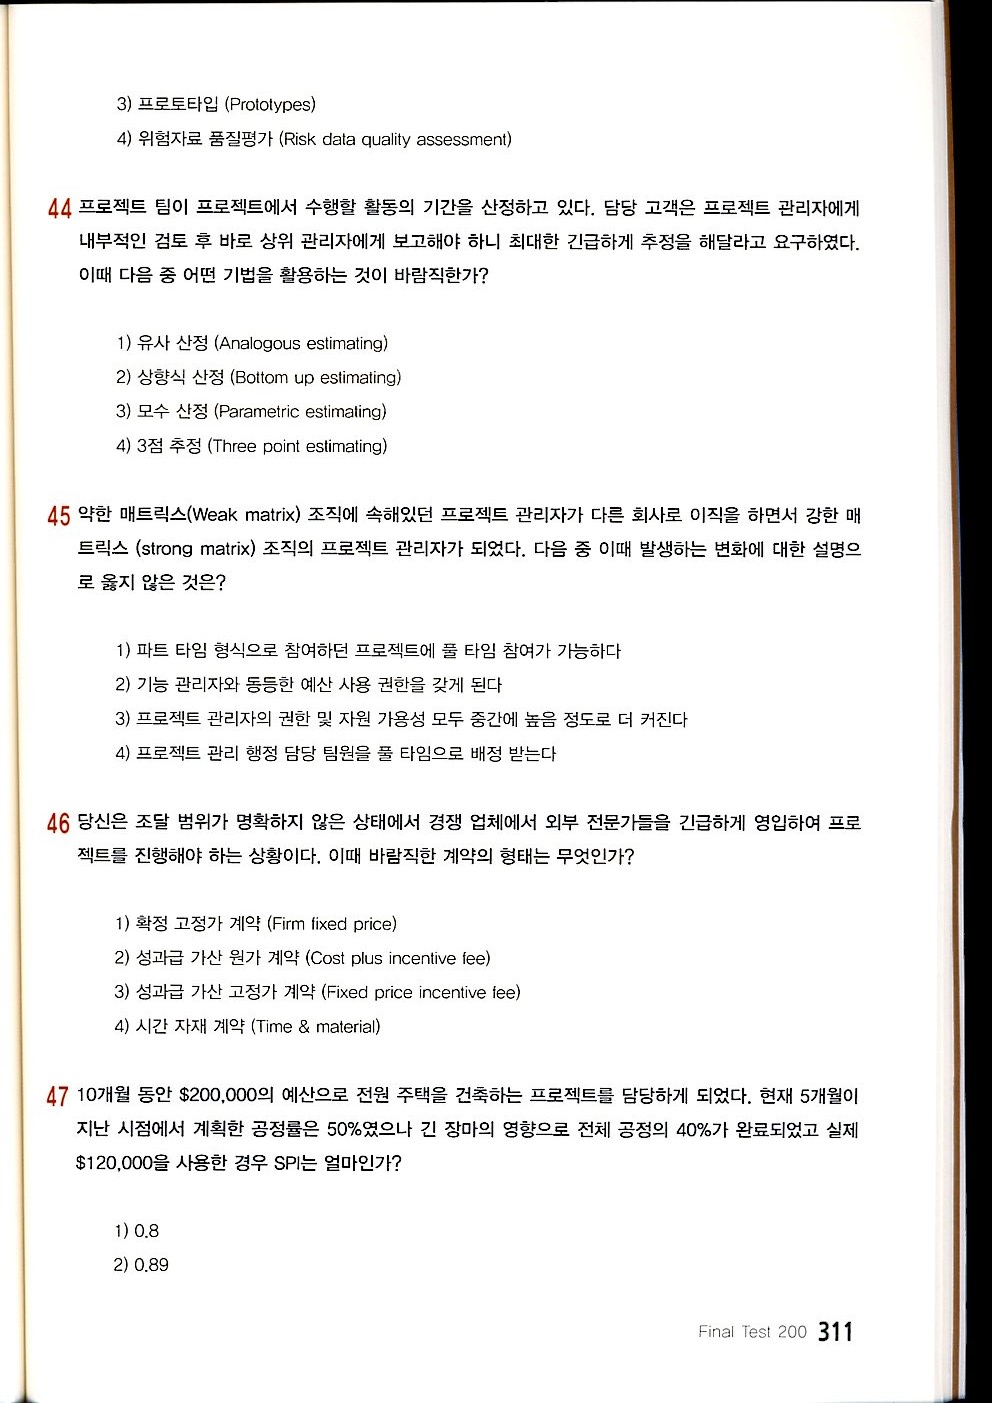 3) 프로토타입 (Prototypes)
4) 위험자료 품질평가 (Risk data quality assessment)
44 프로젝트 팀이 프로젝트에서 수행할 활동의 기간을 산정하고 있다. 담당 고객은 프로젝트 관리자에게
내부적인 검토 후 바로 상위 관리자에게 보고해야 하니 최대한 긴급하게 추정을 해달라고 요구하였다.
이때 다음 중 어떤 기법을 활용하는 것이 바람직한가?
1) 유사 산정 (Analogous estimating)
2) 상향식 산정 (Bottom up estimating)
3) 모수 산정 (Parametric estimating)
4) 3점 추정 (Three point estimating)
45 약한 매트릭스(Weak matrix) 조직에 속해있던 프로젝트 관리자가 다른 회사로 이직을 하면서 강한 매
트릭스 (strong matrix) 조직의 프로젝트 관리자가 되었다. 다음 중 이때 발생하는 변화에 대한 설명으
로 옳지 않은 것은?
1) 파트 타임 형식으로 참여하던 프로젝트에 풀 타임 참여가 가능하다
2) 기능 관리자와 동등한 예산 사용 권한을 갖게 된다
3) 프로젝트 관리자의 권한 및 자원 가용성 모두 중간에 높음 정도로 더 커진다
4) 프로젝트 관리 행정 담당 팀원을 풀 타임으로 배정 받는다
46 당신은 조달 범위가 명확하지 않은 상태에서 경쟁 업체에서 외부 전문가들을 긴급하게 영입하여 프로
젝트를 진행해야 하는 상황이다. 이때 바람직한 계약의 형태는 무엇인가?
1) 확정 고정가 계약 (Firm fixed price)
2) 성과급 가산 원가 계약 (Cost plus incentive fee)
3) 성과급 가산 고정가 계약 (Fixed price incentive fee)
4) 시간 자재 계약 (Time & material)
47 10개월 동안 $200,000의 예산으로 전원 주택을 건축하는 프로젝트를 담당하게 되었다. 현재 5개월이
지난 시점에서 계획한 공정률은 50%였으나 긴 장마의 영향으로 전체 공정의 40%가 완료되었고 실제
$120,000을 사용한 경우 SPI는 얼마인가?
1) 0.8
2) 0.89
Final Test 200 311